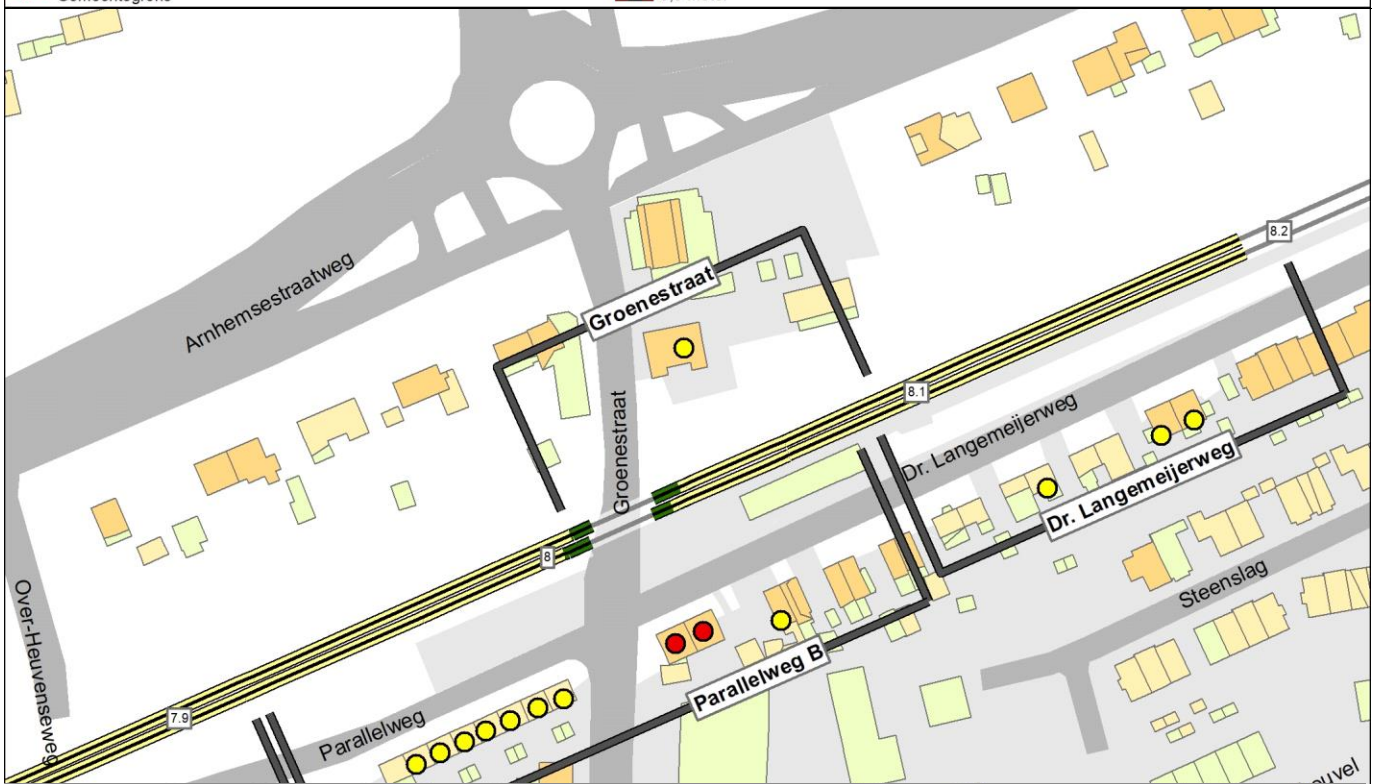 8.2
Arnhemsestraatweg
Groenestraat
8.1
Groenestraat
Dr. Langemeijerweg
Dr. Langemeijerweg
8
Steenslag
Over-Heuvenseweg
Parallelweg B
7.9
Parallelweg